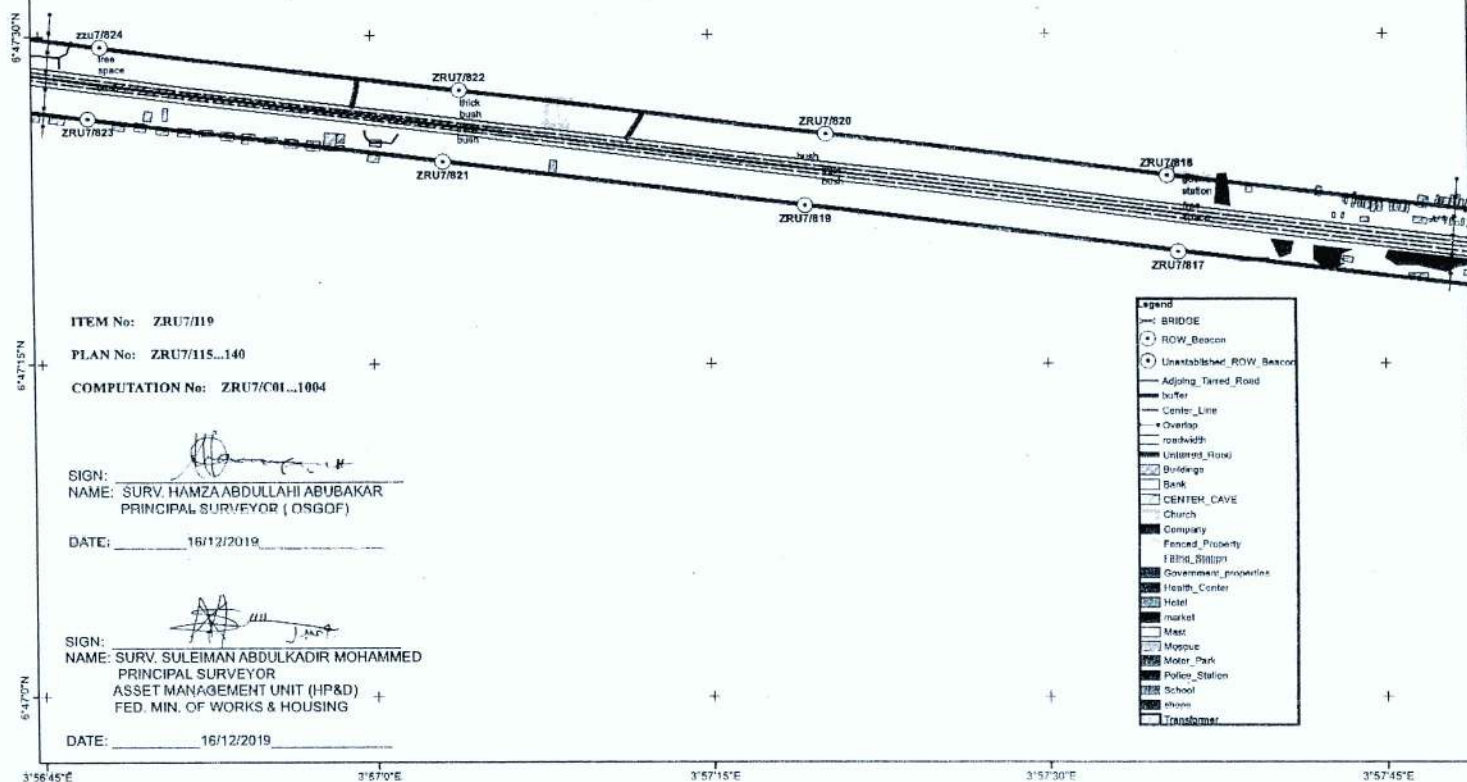 6°47'30"N
zzu7/824
free
space
bush
ZRU7/823
ZRU7/822
thick
bush
bush
ZRU7/821
ZRU7/820
bush
bush
ZRU7/819
ZRU7/818
station
free
space
ZRU7/817
ITEM No: ZRU7/I19
6°47'15"N
PLAN No: ZRU7/115...140
COMPUTATION No: ZRU7/C01...1004
SIGN:
NAME: SURV. HAMZA ABDULLAHI ABUBAKAR
PRINCIPAL SURVEYOR ( OSGOF)
DATE: 16/12/2019
SIGN:
NAME: SURV. SULEIMAN ABDULKADIR MOHAMMED
PRINCIPAL SURVEYOR
ASSET MANAGEMENT UNIT (HP&D)
FED. MIN. OF WORKS & HOUSING
6°47'0"N
DATE: 16/12/2019
Legend
BRIDGE
ROW_Beacon
Unestablished_ROW_Beacon
Adjoing_Tarred_Road
buffer
Center_Line
Overlap
roadwidth
Untarred_Road
Buildings
Bank
CENTER_CAVE
Church
Company
Fenced_Property
Filling_Station
Government_properties
Health_Center
Hotel
market
Mast
Mosque
Motor_Park
Police_Station
School
shops
Transformer
3°56'45"E
3°57'0"E
3°57'15"E
3°57'30"E
3°57'45"E